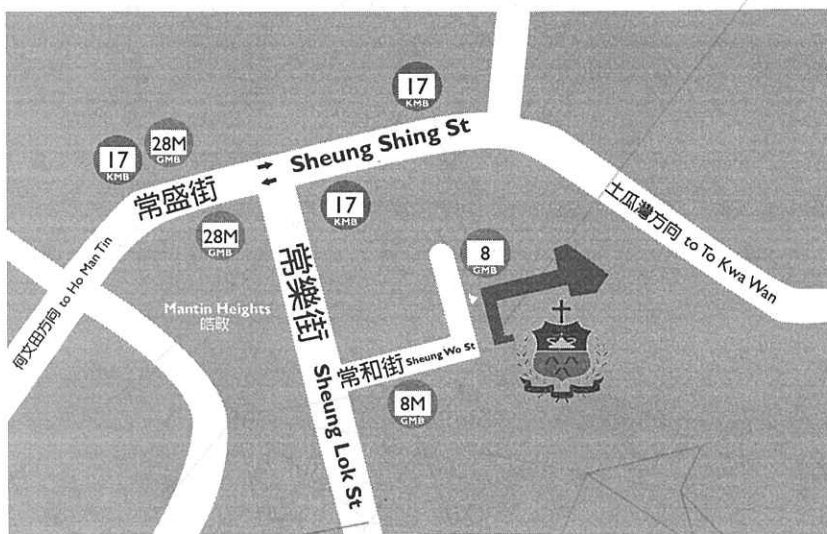 17
KMB
28M
GMB
17
KMB
Sheung Shing St
常盛街
28M
GMB
17
KMB
土瓜灣方向 to To Kwa Wan
8
GMB
柯文田方向 to Ho Man Tin
Mantin Heights
皓畋
常樂街
Sheung Lok St
常和街 Sheung Wo St
8M
GMB